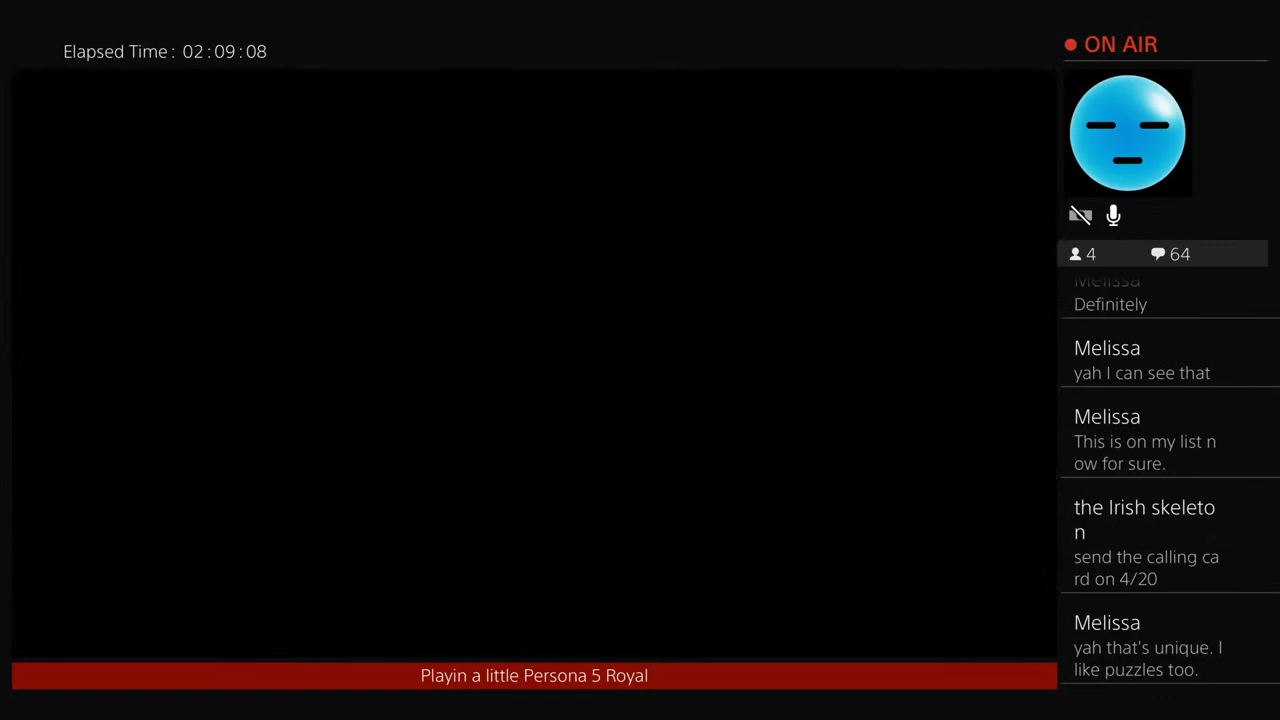 Elapsed Time: 02:09:08
ON AIR
4 64
Melissa
Definitely
Melissa
yah I can see that
Melissa
This is on my list n
ow for sure.
the Irish skeleto
n
send the calling ca
rd on 4/20
Melissa
yah that's unique. I
like puzzles too.
Playin a little Persona 5 Royal